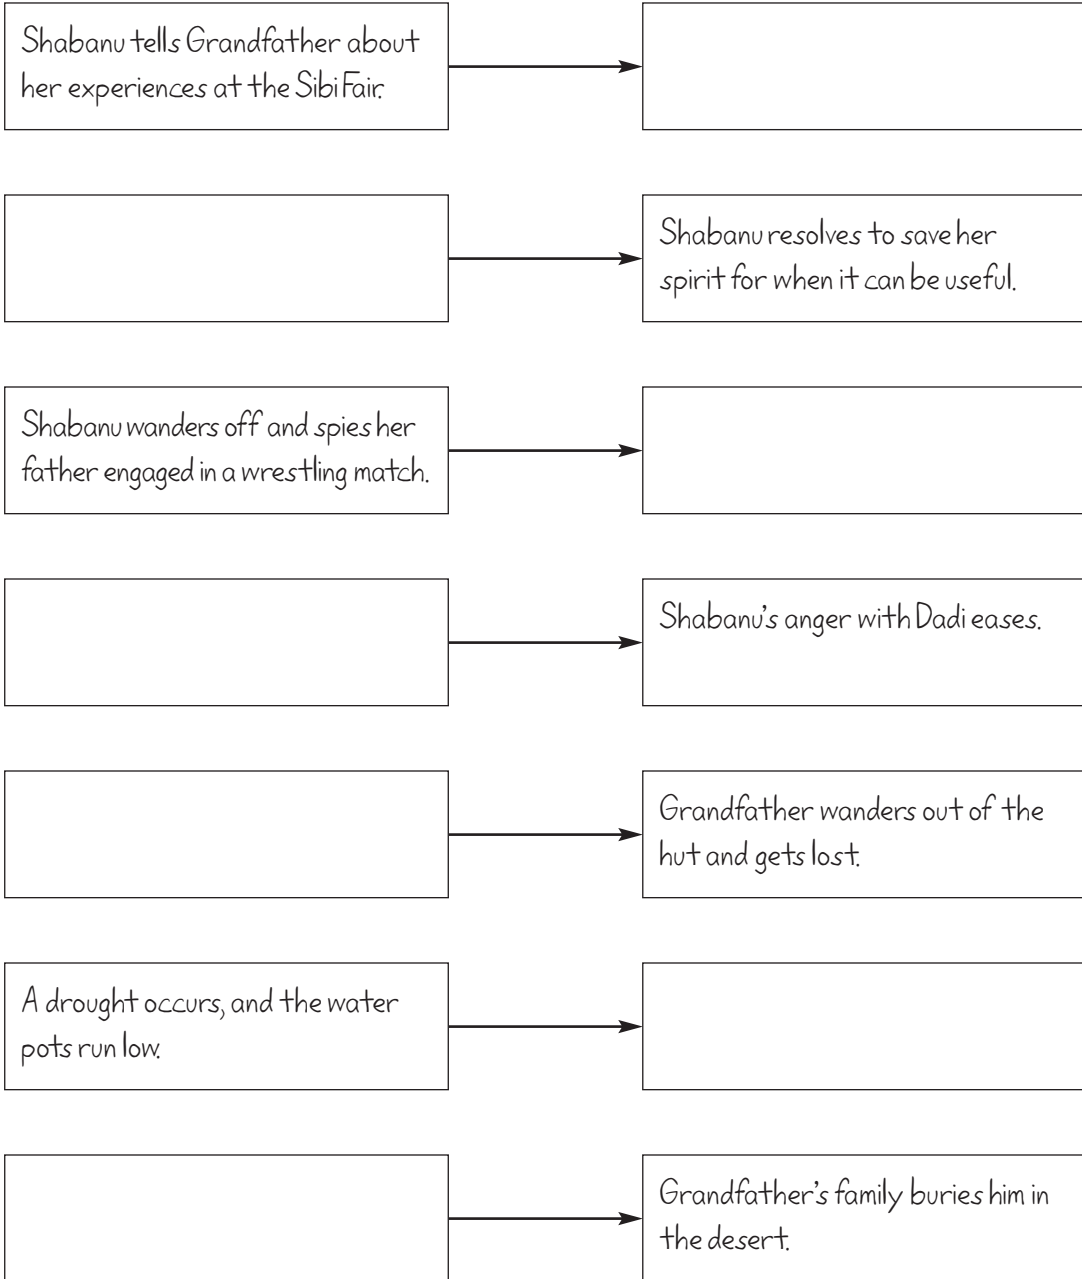 Shabanu tells Grandfather about
her experiences at the Sibi Fair.
Shabanu resolves to save her
spirit for when it can be useful.
Shabanu wanders off and spies her
father engaged in a wrestling match.
Shabanu's anger with Dadi eases.
Grandfather wanders out of the
hut and gets lost.
A drought occurs, and the water
pots run low.
Grandfather's family buries him in
the desert.